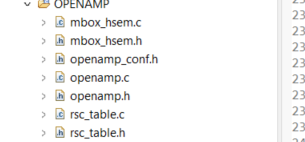 OPENAMP
mbox_hsem.c
mbox_hsem.h
openamp_conf.h
openamp.c
openamp.h
rsc_table.c
rsc_table.h